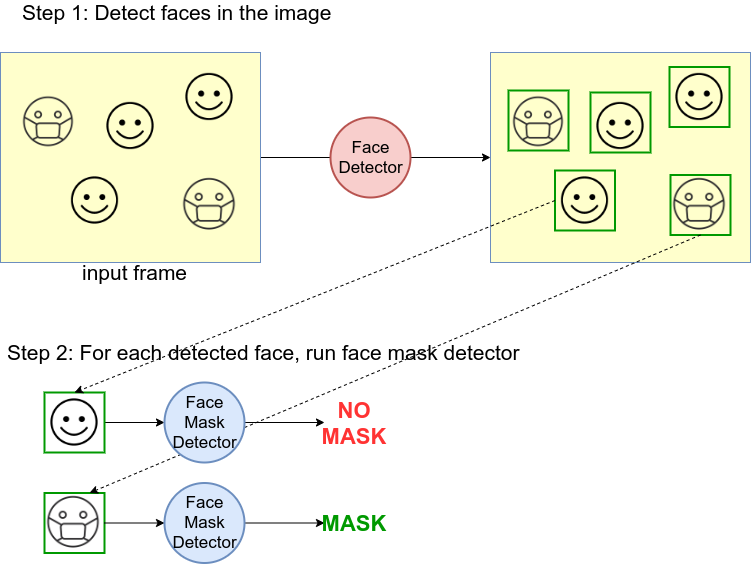 Step 1: Detect faces in the image
Face
Detector
input frame
Step 2: For each detected face, run face mask detector
Face
Mask
Detector
NO
MASK
Face
Mask
Detector
MASK